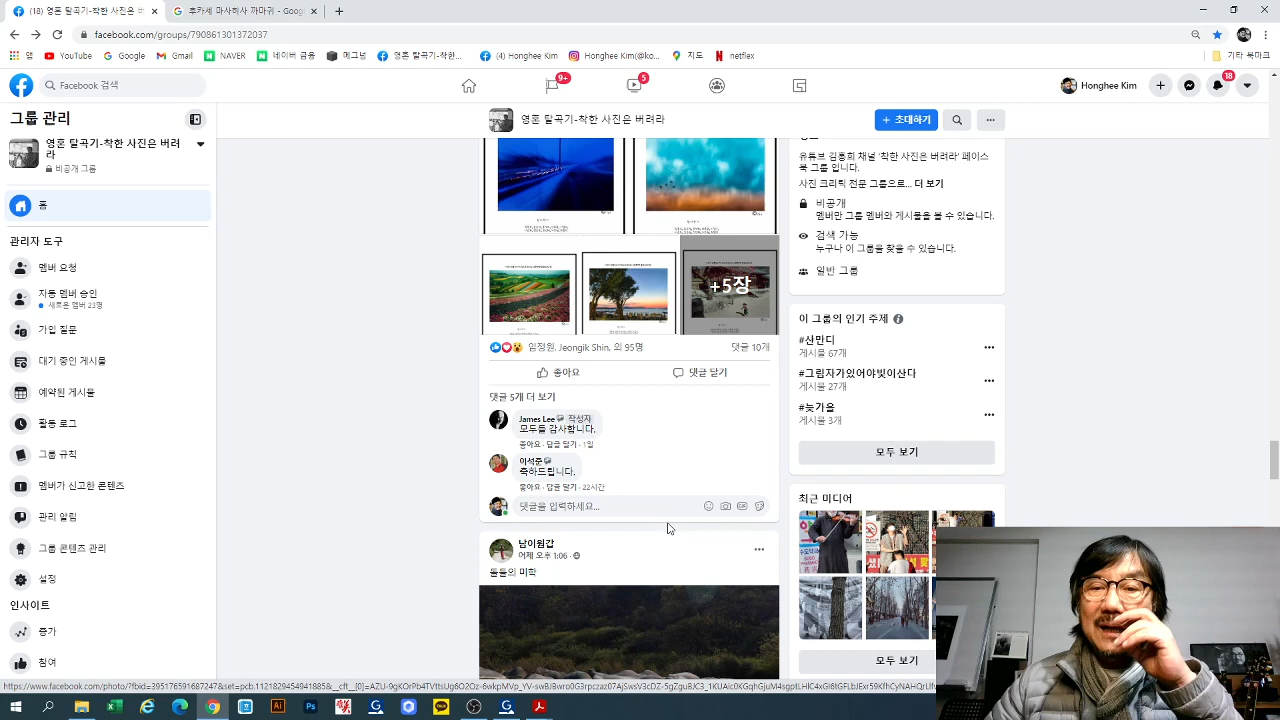 (18) 영혼 탈곡기-착한 사진은 버
후카세 마사히사 까마귀 - Googl
facebook.com/groups/790861301372037
앱
YouTube
Google
Gmail
NAVER
네이버 금융
메그넘
영혼 탈곡기-착한...
(4) Honghee Kim
Honghee Kim(@ko...
지도
netflix
기타 북마크
Facebook 검색
9+
5
Honghee Kim
18
그룹 관리
영혼 탈곡기-착한 사진은 버려라
+ 초대하기
영혼 탈곡기-착한 사진은 버려
라
비공개 그룹
홈
리자 도구
멤버 요청
자동 멤버 승인
가입 질문
대기 중인 게시물
예약된 게시물
활동 로그
그룹 규칙
멤버가 신고한 콘텐츠
관리 알림
그룹 콘텐츠 관리
설정
인사이트
증가
참여
+5장
임정원, Jeongik Shin, 외 95명
댓글 10개
좋아요
댓글 달기
댓글 5개 더 보기
James Lee 작성자
모두들 감사합니다.
좋아요 · 답글 달기 · 1일
이석준
축하드립니다.
좋아요 · 답글 달기 · 22시간
댓글을 입력하세요...
GIF
남이원갑
어제 오후 1:06
돌들의 미학
유튜브 김홍희 채널 '착한 사진은 버려라' 페이스
북 그룹 입니다.
사진 크리틱 전문 그룹으로... 더 보기
비공개
멤버만 그룹 멤버와 게시물을 볼 수 있습니다.
검색 가능
누구나 이 그룹을 찾을 수 있습니다.
일반 그룹
이 그룹의 인기 주제
#산만디
게시물 67개
#그림자가있어야빛이산다
게시물 27개
#늦가을
게시물 3개
모두 보기
최근 미디어
모두 보기